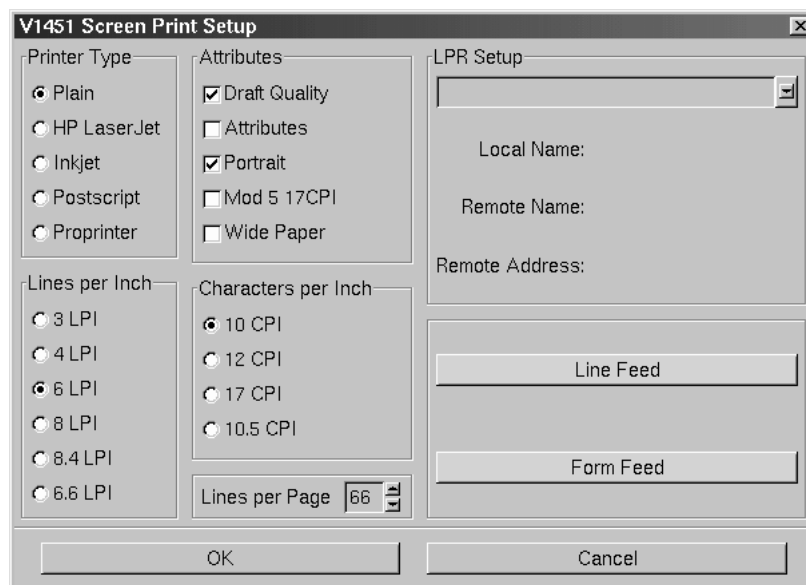 V1451 Screen Print Setup
Printer Type
Plain
HP LaserJet
Inkjet
Postscript
Proprinter
Attributes
Draft Quality
Attributes
Portrait
Mod 5 17CPI
Wide Paper
LPR Setup
Local Name:
Remote Name:
Remote Address:
Lines per Inch
3 LPI
4 LPI
6 LPI
8 LPI
8.4 LPI
6.6 LPI
Characters per Inch
10 CPI
12 CPI
17 CPI
10.5 CPI
Lines per Page 66
Line Feed
Form Feed
OK
Cancel